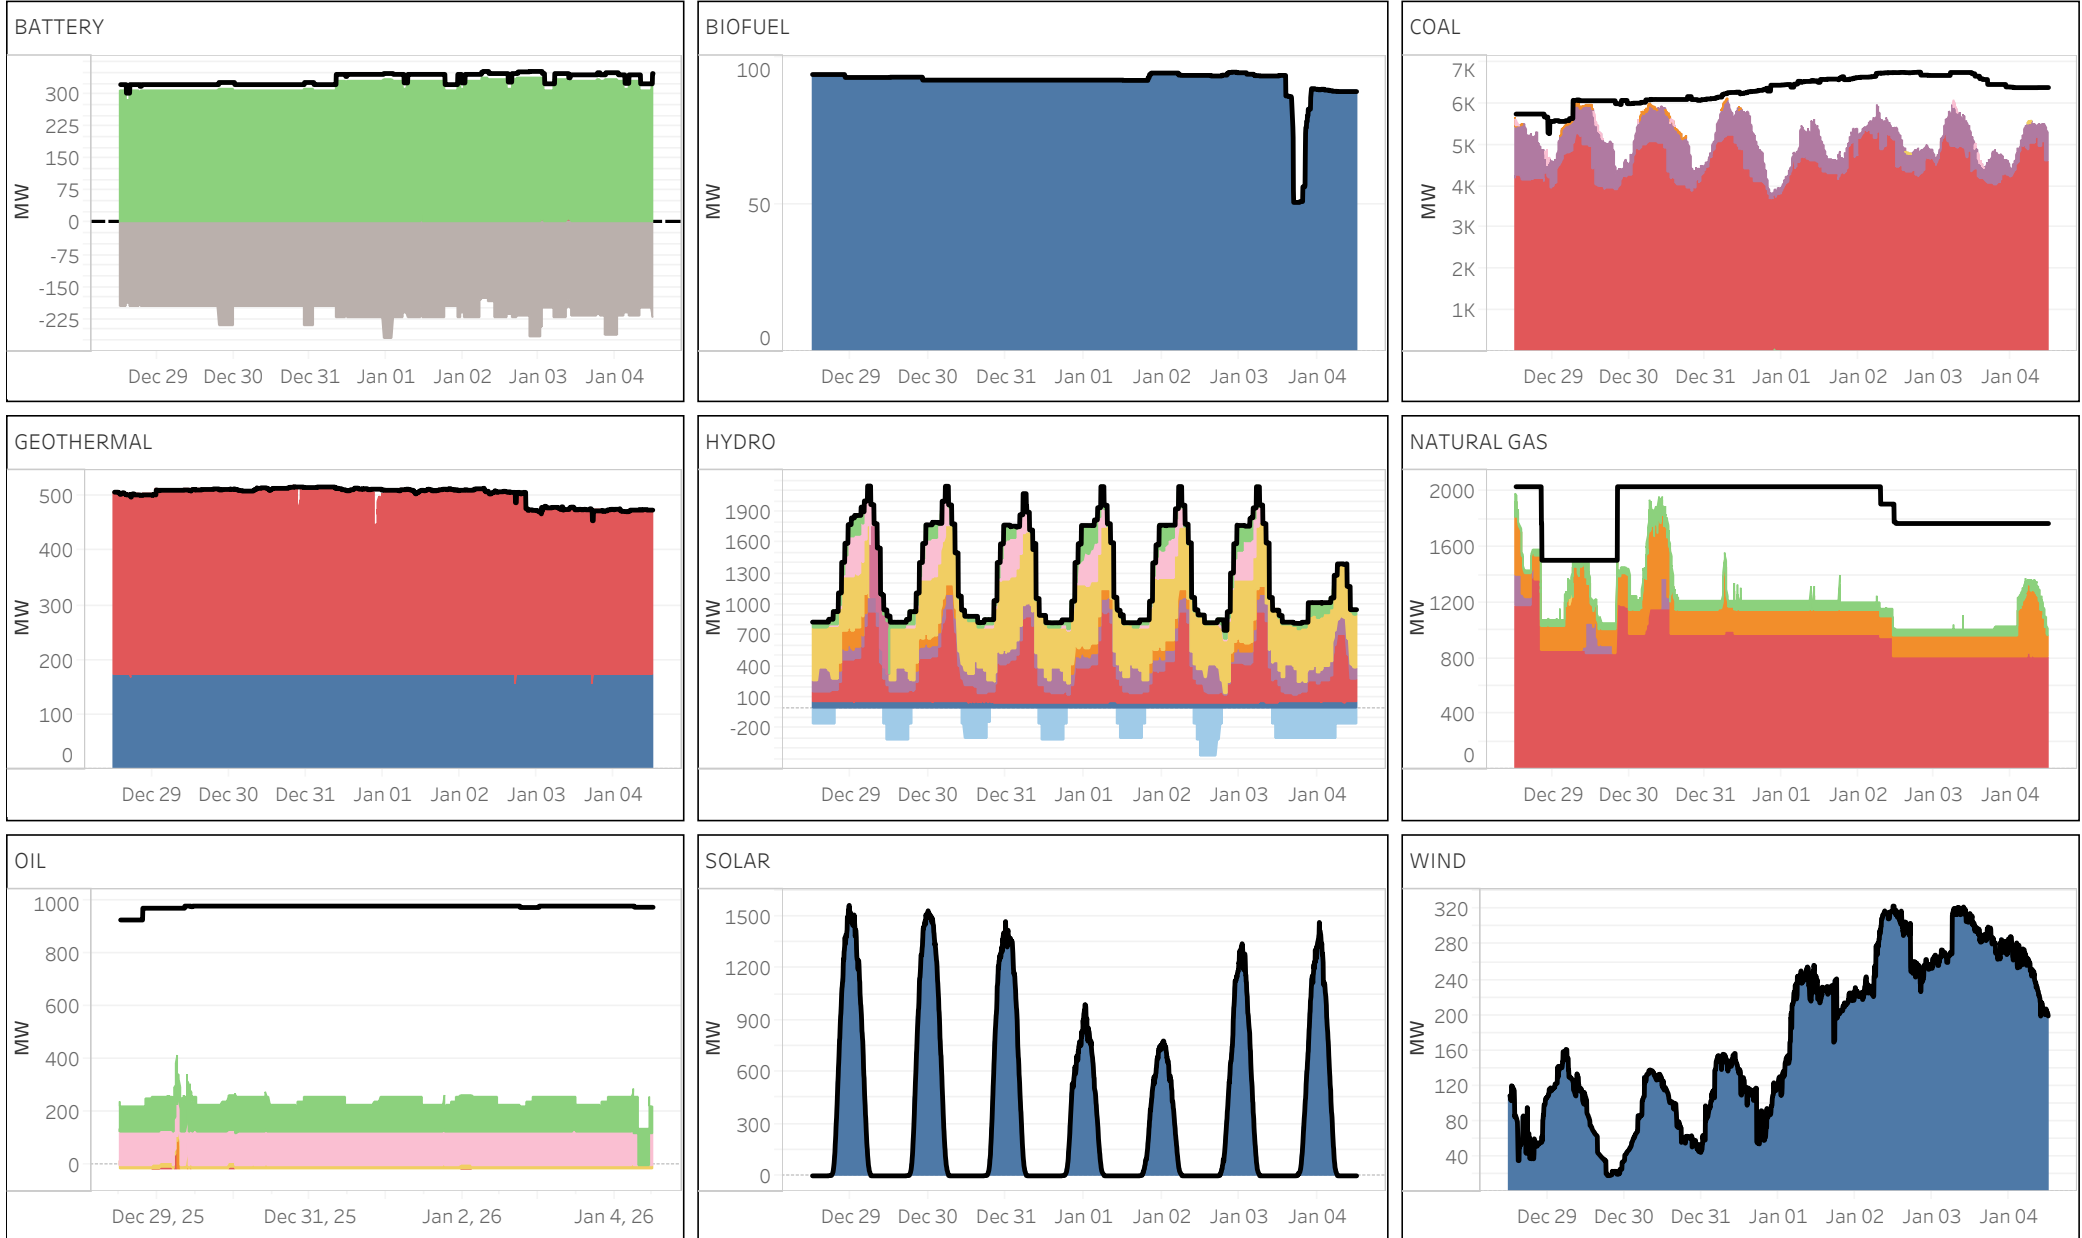 BATTERY
MW
300
225
150
75
0
-75
-150
-225
Dec 29 Dec 30 Dec 31 Jan 01 Jan 02 Jan 03 Jan 04
BIOFUEL
MW
100
50
0
Dec 29 Dec 30 Dec 31 Jan 01 Jan 02 Jan 03 Jan 04
COAL
MW
7K
6K
5K
4K
3K
2K
1K
Dec 29 Dec 30 Dec 31 Jan 01 Jan 02 Jan 03 Jan 04
GEOTHERMAL
MW
500
400
300
200
100
0
Dec 29 Dec 30 Dec 31 Jan 01 Jan 02 Jan 03 Jan 04
HYDRO
MW
1900
1600
1300
1000
700
400
100
-200
Dec 29 Dec 30 Dec 31 Jan 01 Jan 02 Jan 03 Jan 04
NATURAL GAS
MW
2000
1600
1200
800
400
0
Dec 29 Dec 30 Dec 31 Jan 01 Jan 02 Jan 03 Jan 04
OIL
MW
1000
800
600
400
200
0
Dec 29, 25 Dec 31, 25 Jan 2, 26 Jan 4, 26
SOLAR
MW
1500
1200
900
600
300
0
Dec 29 Dec 30 Dec 31 Jan 01 Jan 02 Jan 03 Jan 04
WIND
MW
320
280
240
200
160
120
80
40
Dec 29 Dec 30 Dec 31 Jan 01 Jan 02 Jan 03 Jan 04